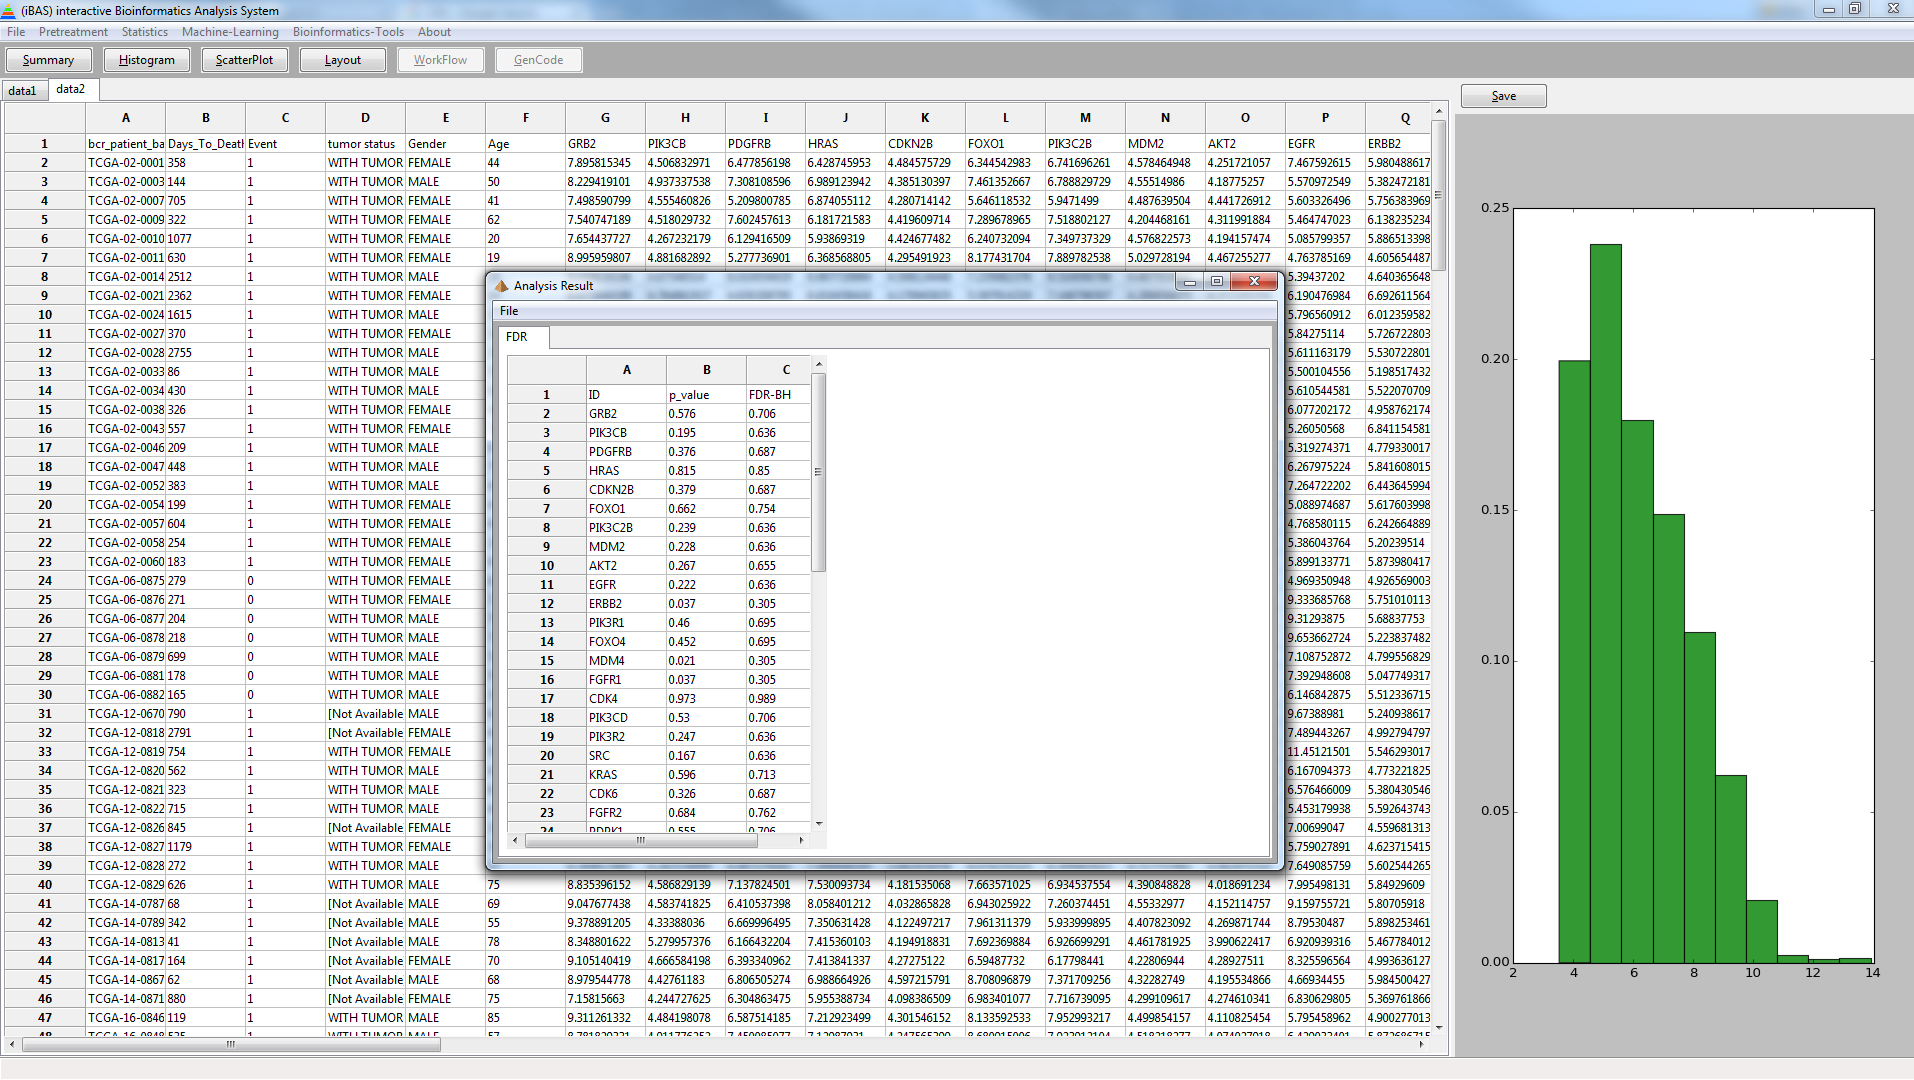 (iBAS) interactive Bioinformatics Analysis System
File Pretreatment Statistics Machine-Learning Bioinformatics-Tools About
Summary Histogram ScatterPlot Layout WorkFlow GenCode
data1 data2
Save
A B C D E F G H I J K L M N O P Q
1 bcr_patient_ba Days_To_Deatl Event tumor status Gender Age GRB2 PIK3CB PDGFRB HRAS CDKN2B FOXO1 PIK3C2B MDM2 AKT2 EGFR ERBB2
2 TCGA-02-0001 358 1 WITH TUMOR FEMALE 44 7.895815345 4.506832971 6.477856198 6.428745953 4.484575729 6.344542983 6.741696261 4.578464948 4.251721057 7.467592615 5.980488617
3 TCGA-02-0003 144 1 WITH TUMOR MALE 50 8.229419101 4.937337538 7.308108596 6.989123942 4.385130397 7.461352667 6.788829729 4.55514986 4.18775257 5.570972549 5.382472181
4 TCGA-02-0007 705 1 WITH TUMOR FEMALE 41 7.498590799 4.555460826 5.209800785 6.874055112 4.280714142 5.646118532 5.9471499 4.487639504 4.441726912 5.603326496 5.756383969
5 TCGA-02-0009 322 1 WITH TUMOR FEMALE 62 7.540747189 4.518029732 7.602457613 6.181721583 4.419609714 7.289678965 7.518802127 4.204468161 4.311991884 5.464747023 6.138235234
6 TCGA-02-0010 1077 1 WITH TUMOR FEMALE 20 7.654437727 4.267232179 6.129416509 5.93869319 4.424677482 6.240732094 7.349737329 4.576822573 4.194157474 5.085799357 5.886513398
7 TCGA-02-0011 630 1 WITH TUMOR FEMALE 19 8.995959807 4.881682892 5.277736901 6.368568805 4.295491923 8.177431704 7.889782538 5.029728194 4.467255277 4.763785169 4.605654487
8 TCGA-02-0014 2512 1 WITH TUMOR MALE 5.39437202 4.640365648
9 TCGA-02-0021 2362 1 WITH TUMOR FEMALE 6.190476984 6.692611564
10 TCGA-02-0024 1615 1 WITH TUMOR MALE 5.796560912 6.012359582
11 TCGA-02-0027 370 1 WITH TUMOR FEMALE 5.84275114 5.726722803
12 TCGA-02-0028 2755 1 WITH TUMOR MALE 5.611163179 5.530722801
13 TCGA-02-0033 86 1 WITH TUMOR MALE 5.500104556 5.198517432
14 TCGA-02-0034 430 1 WITH TUMOR MALE 5.610544581 5.522070709
15 TCGA-02-0038 326 1 WITH TUMOR FEMALE 6.077202172 4.958762174
16 TCGA-02-0043 557 1 WITH TUMOR FEMALE 5.26050568 6.841154581
17 TCGA-02-0046 209 1 WITH TUMOR MALE 5.319274371 4.779330017
18 TCGA-02-0047 448 1 WITH TUMOR MALE 6.267975224 5.841608015
19 TCGA-02-0052 383 1 WITH TUMOR MALE 7.264722202 6.443645994
20 TCGA-02-0054 199 1 WITH TUMOR FEMALE 5.088974687 5.617603998
21 TCGA-02-0057 604 1 WITH TUMOR FEMALE 4.768580115 6.242664889
22 TCGA-02-0058 254 1 WITH TUMOR FEMALE 5.386043764 5.20239514
23 TCGA-02-0060 183 1 WITH TUMOR FEMALE 5.899133771 5.873980417
24 TCGA-06-0875 279 0 WITH TUMOR FEMALE 4.969350948 4.926569003
25 TCGA-06-0876 271 0 WITH TUMOR FEMALE 9.333685768 5.751010113
26 TCGA-06-0877 204 0 WITH TUMOR MALE 9.31293875 5.68837753
27 TCGA-06-0878 218 0 WITH TUMOR MALE 9.653662724 5.223837482
28 TCGA-06-0879 699 0 WITH TUMOR MALE 7.108752872 4.799556829
29 TCGA-06-0881 178 0 WITH TUMOR MALE 7.392948608 5.047749317
30 TCGA-06-0882 165 0 WITH TUMOR MALE 6.146842875 5.512336715
31 TCGA-12-0670 790 1 [Not Available MALE 9.67388981 5.240938617
32 TCGA-12-0818 2791 1 [Not Available FEMALE 7.489443267 4.992794797
33 TCGA-12-0819 754 1 WITH TUMOR FEMALE 11.45121501 5.546293017
34 TCGA-12-0820 562 1 WITH TUMOR MALE 6.167094373 4.773221825
35 TCGA-12-0821 323 1 WITH TUMOR MALE 6.576466009 5.380430546
36 TCGA-12-0822 715 1 WITH TUMOR MALE 5.453179938 5.592643743
37 TCGA-12-0826 845 1 [Not Available FEMALE 7.00699047 4.559681313
38 TCGA-12-0827 1179 1 WITH TUMOR FEMALE 5.759027891 4.623715415
39 TCGA-12-0828 272 1 WITH TUMOR MALE 7.649085759 5.602544265
40 TCGA-12-0829 626 1 WITH TUMOR MALE 75 8.835396152 4.586829139 7.137824501 7.530093734 4.181535068 7.663571025 6.934537554 4.390848828 4.018691234 7.995498131 5.84929609
41 TCGA-14-0787 68 1 [Not Available MALE 69 9.047677438 4.583741825 6.410537398 8.058401212 4.032865828 6.943025922 7.260374451 4.55332977 4.152114757 9.159755721 5.80705918
42 TCGA-14-0789 342 1 [Not Available MALE 55 9.378891205 4.33388036 6.669996495 7.350631428 4.122497217 7.961311379 5.933999895 4.407823092 4.269871744 8.79530487 5.898253461
43 TCGA-14-0813 41 1 [Not Available MALE 78 8.348801622 5.279957376 6.166432204 7.415360103 4.194918831 7.692369884 6.926699291 4.461781925 3.990622417 6.920939316 5.467784012
44 TCGA-14-0817 164 1 [Not Available FEMALE 70 9.105140419 4.666584198 6.393340962 7.413841337 4.27275122 6.59487732 6.17798441 4.22806944 4.28927511 8.325596564 4.993636127
45 TCGA-14-0867 62 1 [Not Available MALE 68 8.979544778 4.42761183 6.806505274 6.988664926 4.597215791 8.708096879 7.371709256 4.32282749 4.195534866 4.66934455 5.984500427
46 TCGA-14-0871 880 1 [Not Available FEMALE 75 7.15815663 4.244727625 6.304863475 5.955388734 4.098386509 6.983401077 7.716739095 4.299109617 4.274610341 6.830629805 5.369761866
47 TCGA-16-0846 119 1 WITH TUMOR MALE 85 9.311261332 4.484198078 6.587514185 7.212923499 4.301546152 8.133592533 7.952993217 4.499854157 4.110825454 5.795458962 4.900277013
Analysis Result
File
FDR
A B C
1 ID p_value FDR-BH
2 GRB2 0.576 0.706
3 PIK3CB 0.195 0.636
4 PDGFRB 0.376 0.687
5 HRAS 0.815 0.85
6 CDKN2B 0.379 0.687
7 FOXO1 0.662 0.754
8 PIK3C2B 0.239 0.636
9 MDM2 0.228 0.636
10 AKT2 0.267 0.655
11 EGFR 0.222 0.636
12 ERBB2 0.037 0.305
13 PIK3R1 0.46 0.695
14 FOXO4 0.452 0.695
15 MDM4 0.021 0.305
16 FGFR1 0.037 0.305
17 CDK4 0.973 0.989
18 PIK3CD 0.53 0.706
19 PIK3R2 0.247 0.636
20 SRC 0.167 0.636
21 KRAS 0.596 0.713
22 CDK6 0.326 0.687
23 FGFR2 0.684 0.762
24 PDPK1 0.555 0.706
0.25
0.20
0.15
0.10
0.05
0.00
2 4 6 8 10 12 14